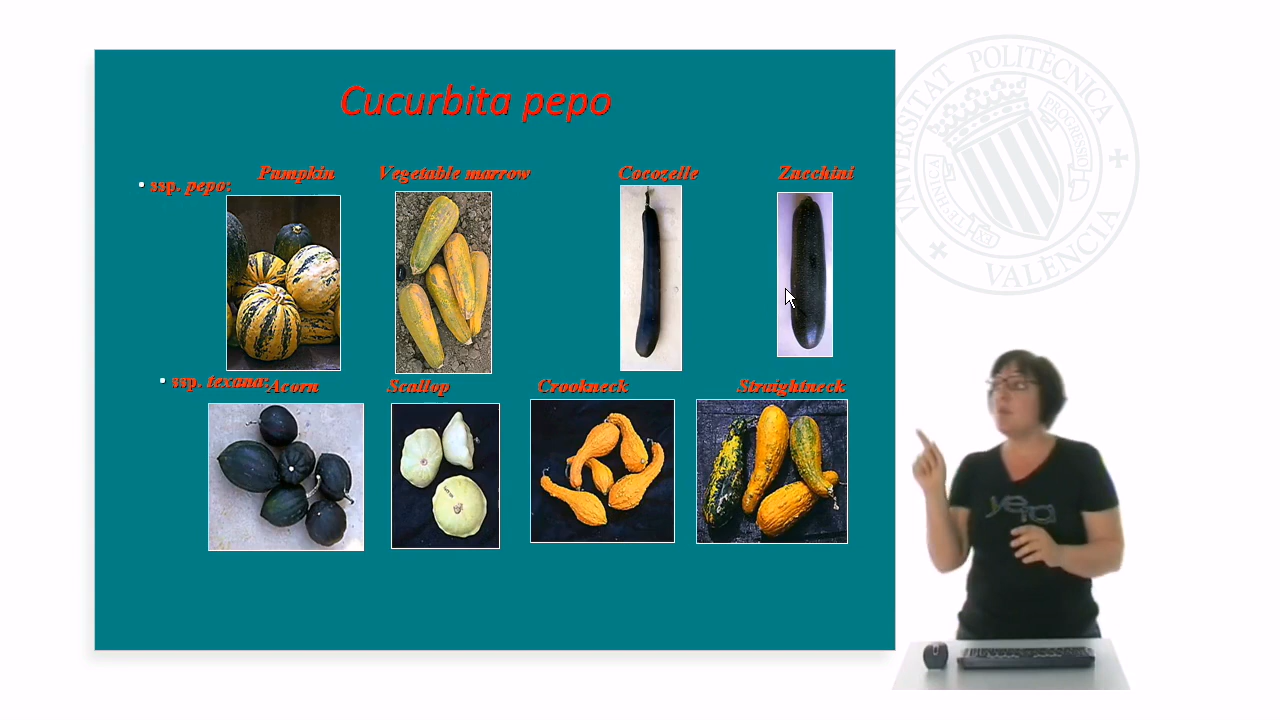 Cucurbita pepo
• ssp. pepo:
Pumpkin
Vegetable marrow
Cocozelle
Zucchini
• ssp. texana:
Acorn
Scallop
Crookneck
Straightneck
UNIVERSITAT POLITÈCNICA
VALÈNCIA